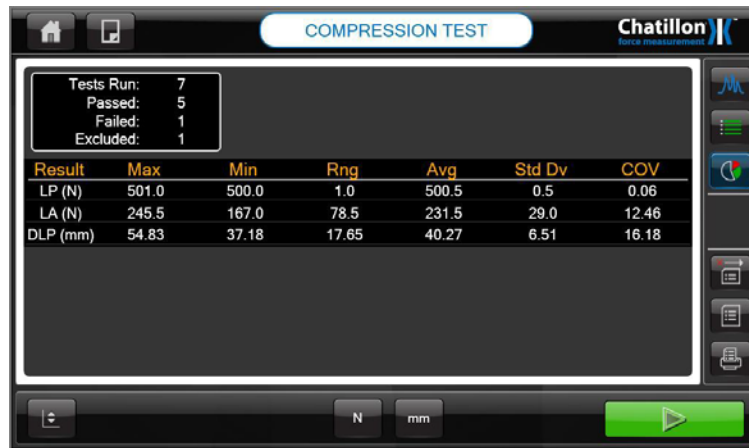 COMPRESSION TEST
Chatillon
force measurement
Tests Run: 7
Passed: 5
Failed: 1
Excluded: 1
Result Max Min Rng Avg Std Dv COV
LP (N) 501.0 500.0 1.0 500.5 0.5 0.06
LA (N) 245.5 167.0 78.5 231.5 29.0 12.46
DLP (mm) 54.83 37.18 17.65 40.27 6.51 16.18
N mm